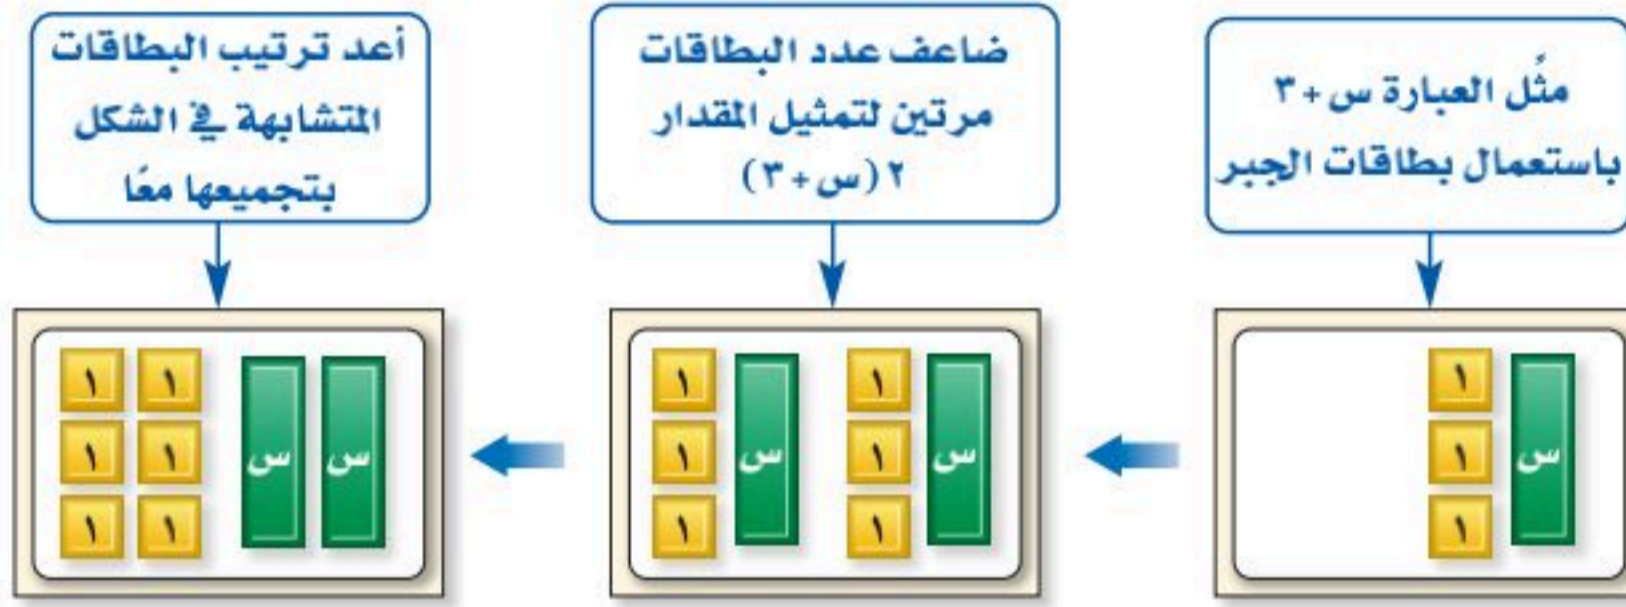 مثّل العبارة س + ٣
باستعمال بطاقات الجبر
ضاعف عدد البطاقات
مرتين لتمثيل المقدار
٢ (س + ٣)
أعد ترتيب البطاقات
المتشابهة في الشكل
بتجميعها معًا
س ١
١
١
س ١ س ١
١ ١
١ ١
س س ١ ١
١ ١
١ ١